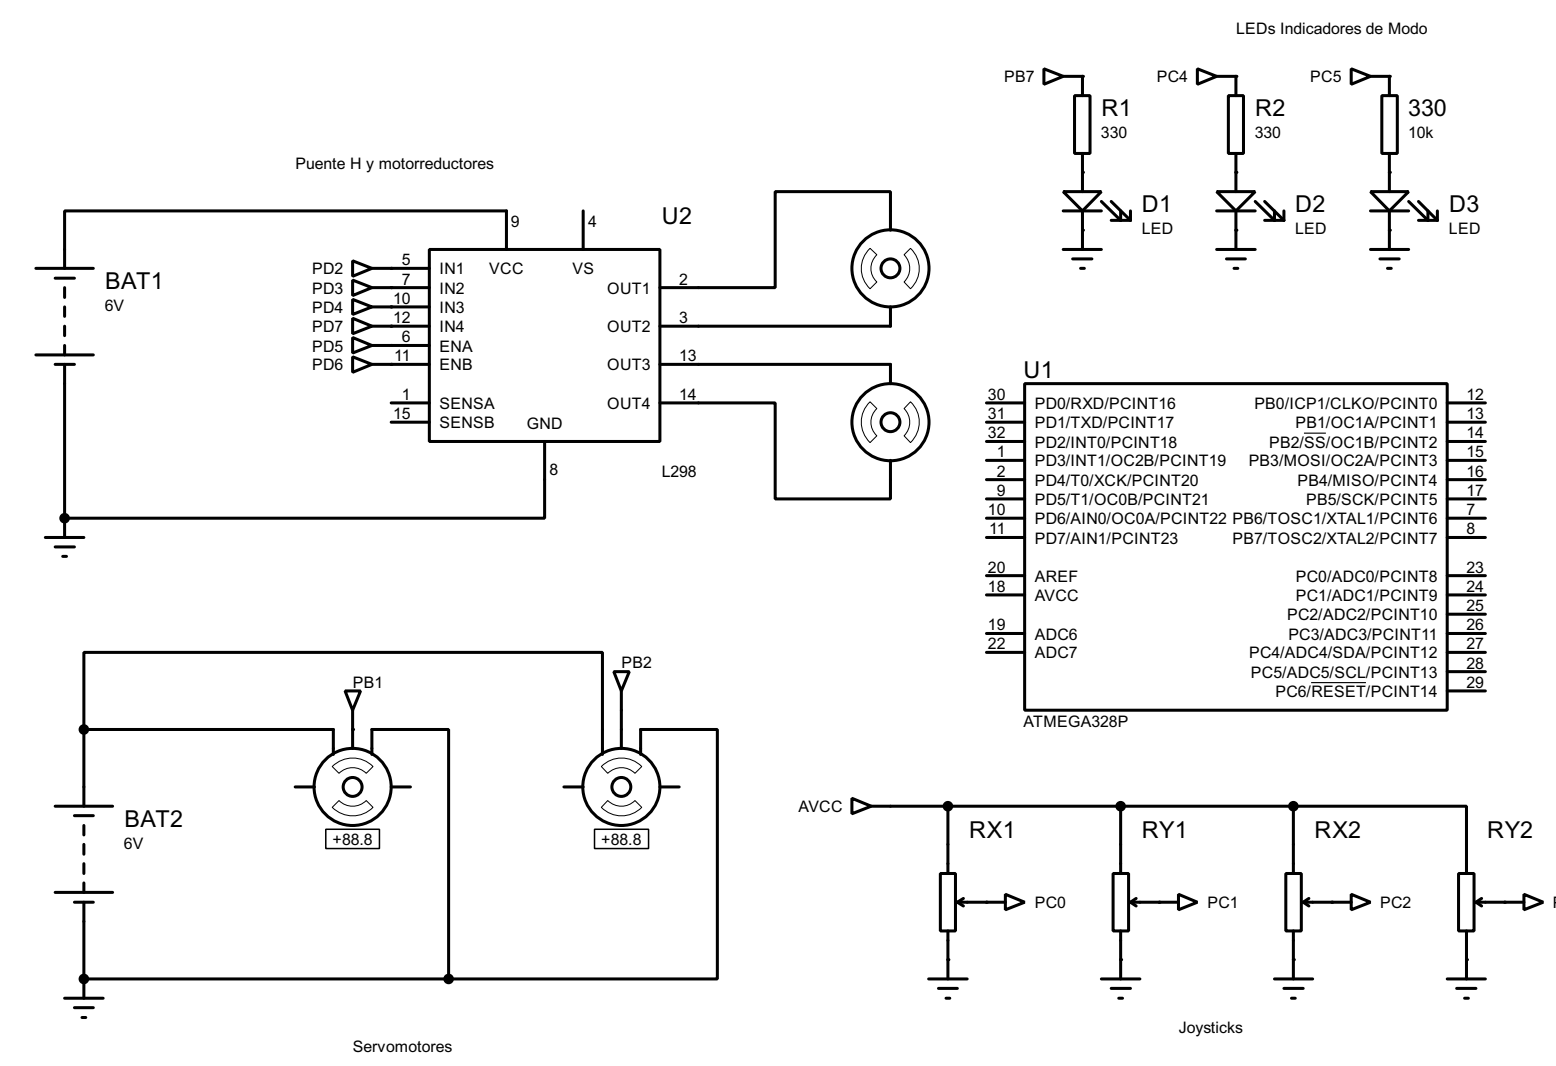 LEDs Indicadores de Modo
PB7
R1
330
D1
LED
PC4
R2
330
D2
LED
PC5
330
10k
D3
LED
Puente H y motorreductores
BAT1
6V
U2
9
4
VCC
VS
PD2 5 IN1
PD3 7 IN2
PD4 10 IN3
PD7 12 IN4
PD5 6 ENA
PD6 11 ENB
1 SENSA
15 SENSB
GND
8
OUT1 2
OUT2 3
OUT3 13
OUT4 14
L298
U1
30 PD0/RXD/PCINT16
31 PD1/TXD/PCINT17
32 PD2/INT0/PCINT18
1 PD3/INT1/OC2B/PCINT19
2 PD4/T0/XCK/PCINT20
9 PD5/T1/OC0B/PCINT21
10 PD6/AIN0/OC0A/PCINT22
11 PD7/AIN1/PCINT23
20 AREF
18 AVCC
19 ADC6
22 ADC7
PB0/ICP1/CLKO/PCINT0 12
PB1/OC1A/PCINT1 13
PB2/SS/OC1B/PCINT2 14
PB3/MOSI/OC2A/PCINT3 15
PB4/MISO/PCINT4 16
PB5/SCK/PCINT5 17
PB6/TOSC1/XTAL1/PCINT6 7
PB7/TOSC2/XTAL2/PCINT7 8
PC0/ADC0/PCINT8 23
PC1/ADC1/PCINT9 24
PC2/ADC2/PCINT10 25
PC3/ADC3/PCINT11 26
PC4/ADC4/SDA/PCINT12 27
PC5/ADC5/SCL/PCINT13 28
PC6/RESET/PCINT14 29
ATMEGA328P
BAT2
6V
PB1
+88.8
PB2
+88.8
Servomotores
AVCC
RX1
PC0
RY1
PC1
RX2
PC2
RY2
Joysticks